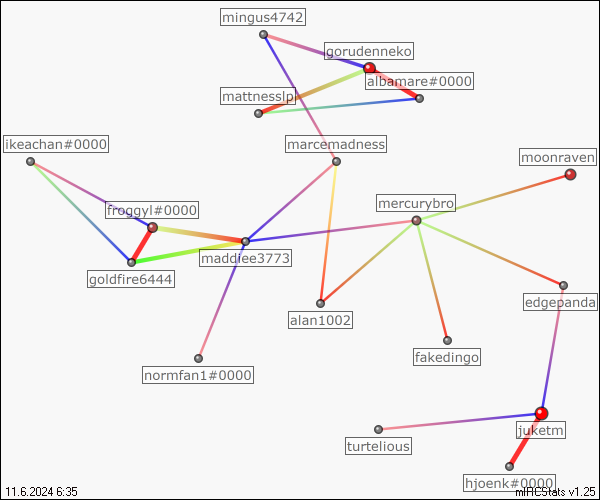 mingus4742
gorudenneko
albamare#0000
mattnesslp
ikeachan#0000
marcemadness
moonraven
froggyl#0000
mercurybro
maddiee3773
goldfire6444
edgepanda
alan1002
fakedingo
normfan1#0000
juketm
turtelious
hjoenk#0000
11.6.2024 6:35
mIRCStats v1.25